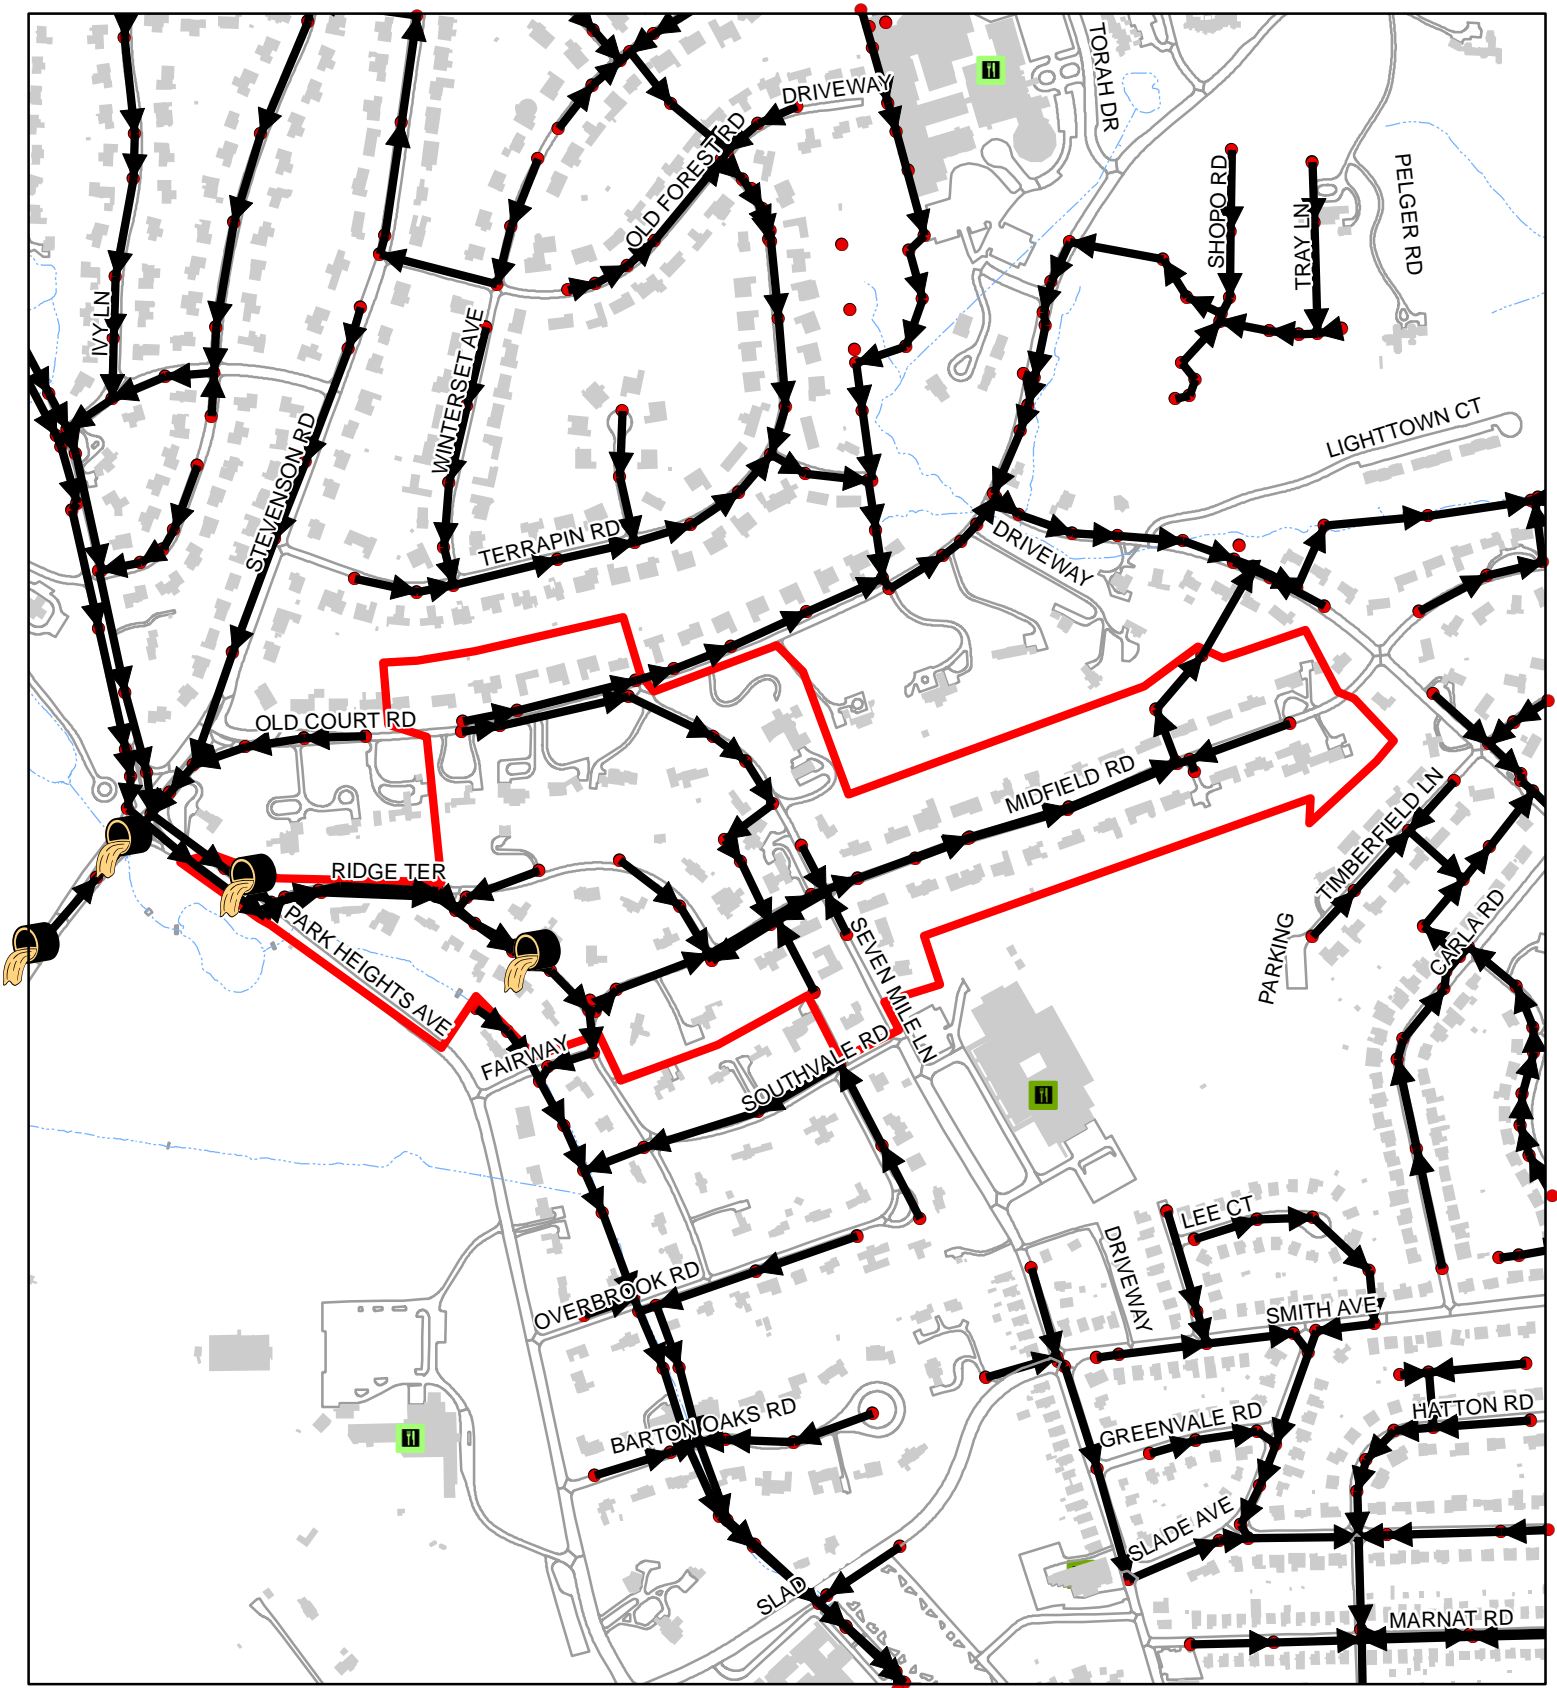 TORAH DR
DRIVEWAY
OLD FOREST RD
SHOPO RD
TRAY LN
PELGER RD
IVY LN
WINTERSET AVE
STEVENSON RD
LIGHTTOWN CT
TERRAPIN RD
DRIVEWAY
OLD COURT RD
MIDFIELD RD
TIMBERFIELD LN
RIDGE TER
PARK HEIGHTS AVE
SEVEN MILE LN
PARKING
CARLA RD
FAIRWAY
SOUTHVALE RD
LEE CT
DRIVEWAY
OVERBROOK RD
SMITH AVE
BARTON OAKS RD
GREENVALE RD
HATTON RD
SLADE AVE
SLAD
MARNAT RD